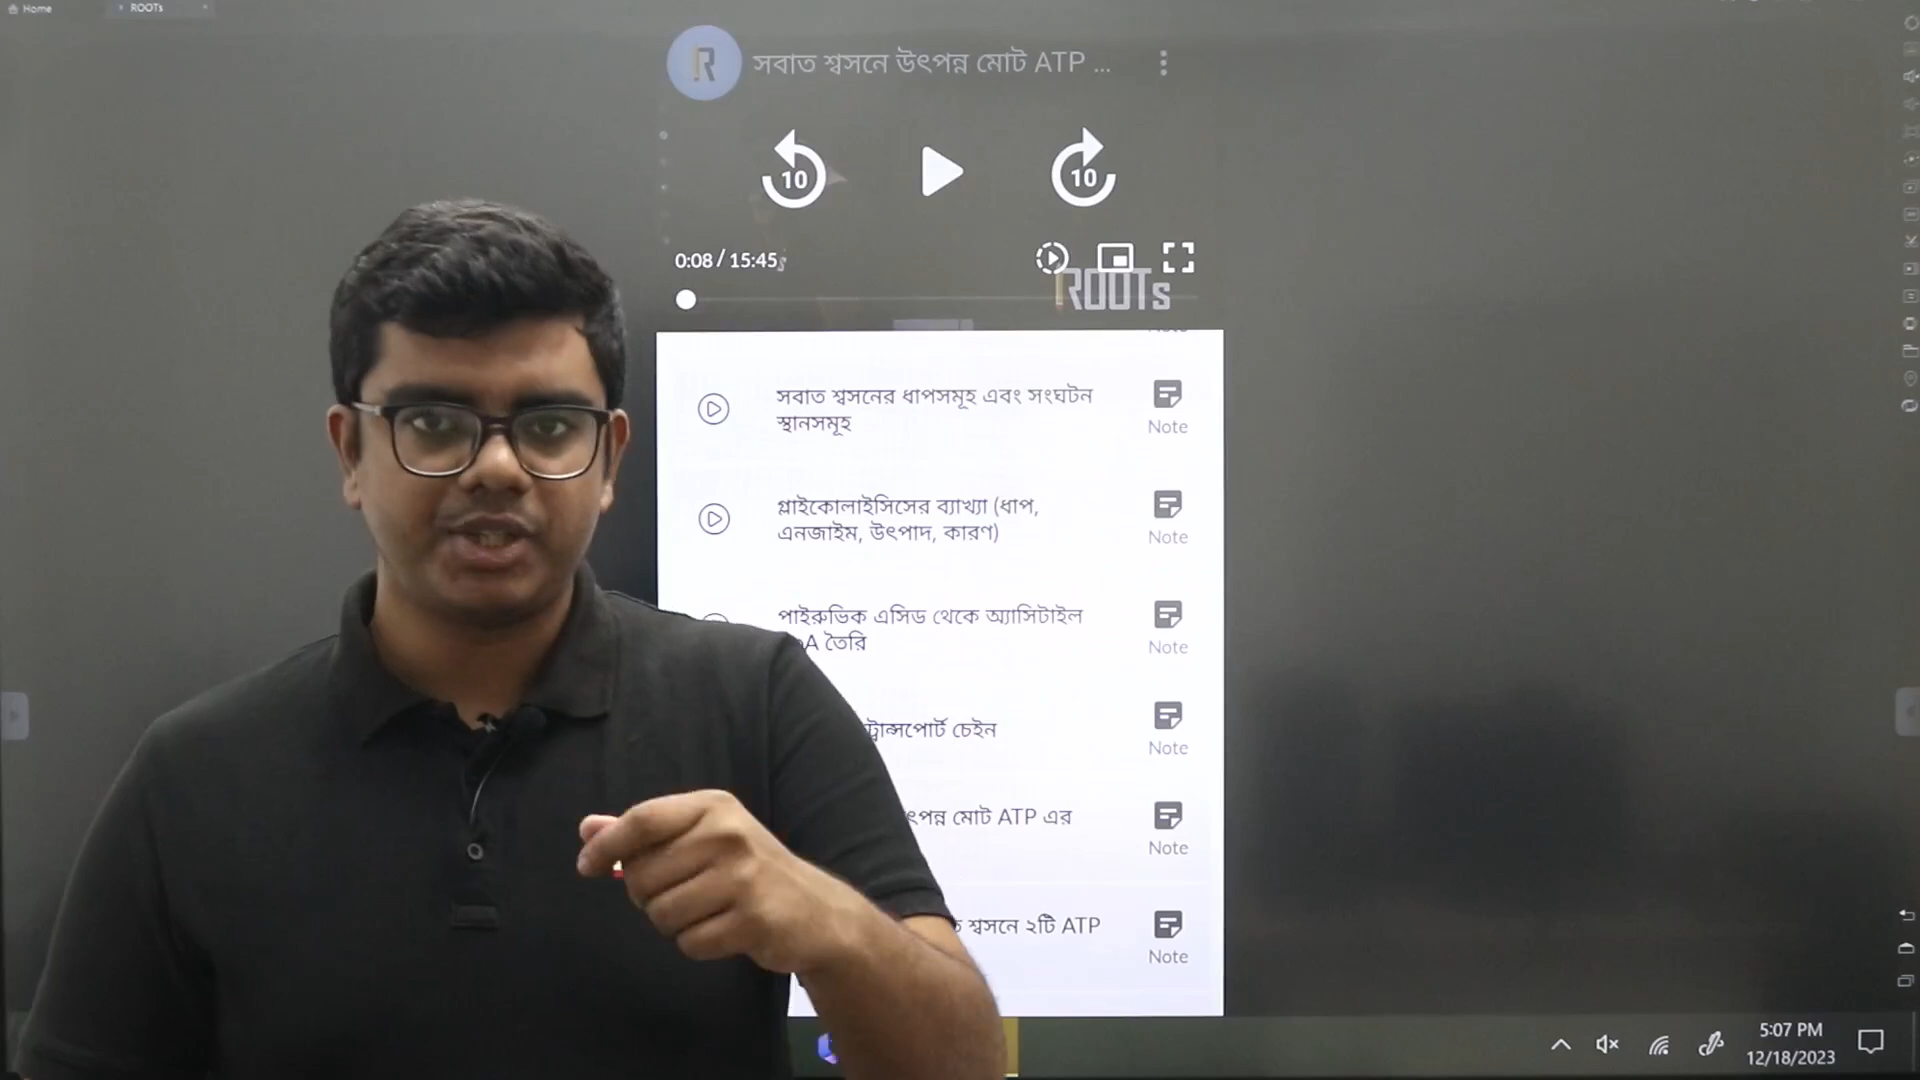 Home
ROOTs
R
সবাত শ্বসনে উৎপন্ন মোট ATP ...
10
10
0:08 / 15:45
ROOTs
সবাত শ্বসনের ধাপসমূহ এবং সংঘটন
স্থানসমূহ
Note
গ্লাইকোলাইসিসের ব্যাখ্যা (ধাপ,
এনজাইম, উৎপাদ, কারণ)
Note
পাইরুভিক এসিড থেকে অ্যাসিটাইল
A তৈরি
Note
ট্রান্সপোর্ট চেইন
Note
মোট ATP এর
Note
শ্বসনে ২টি ATP
Note
5:07 PM
12/18/2023